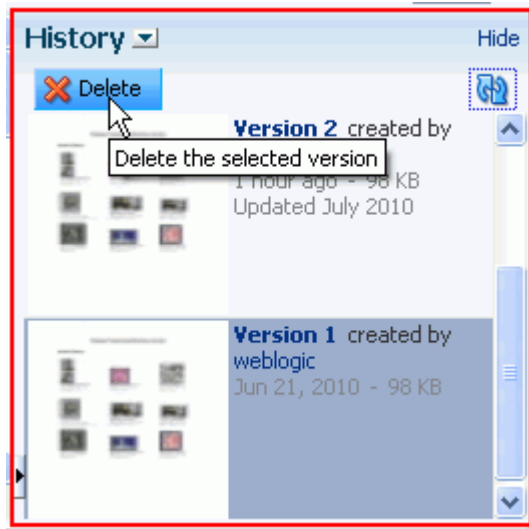 History
Hide
Delete
Version 2 created by
Delete the selected version
1 hour ago - 98 KB
Updated July 2010
Version 1 created by
weblogic
Jun 21, 2010 - 98 KB